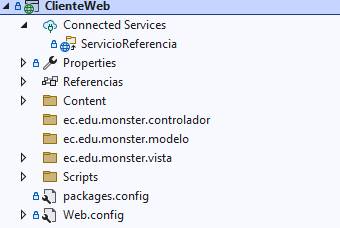 ClienteWeb
Connected Services
ServicioReferencia
Properties
Referencias
Content
ec.edu.monster.controlador
ec.edu.monster.modelo
ec.edu.monster.vista
Scripts
packages.config
Web.config